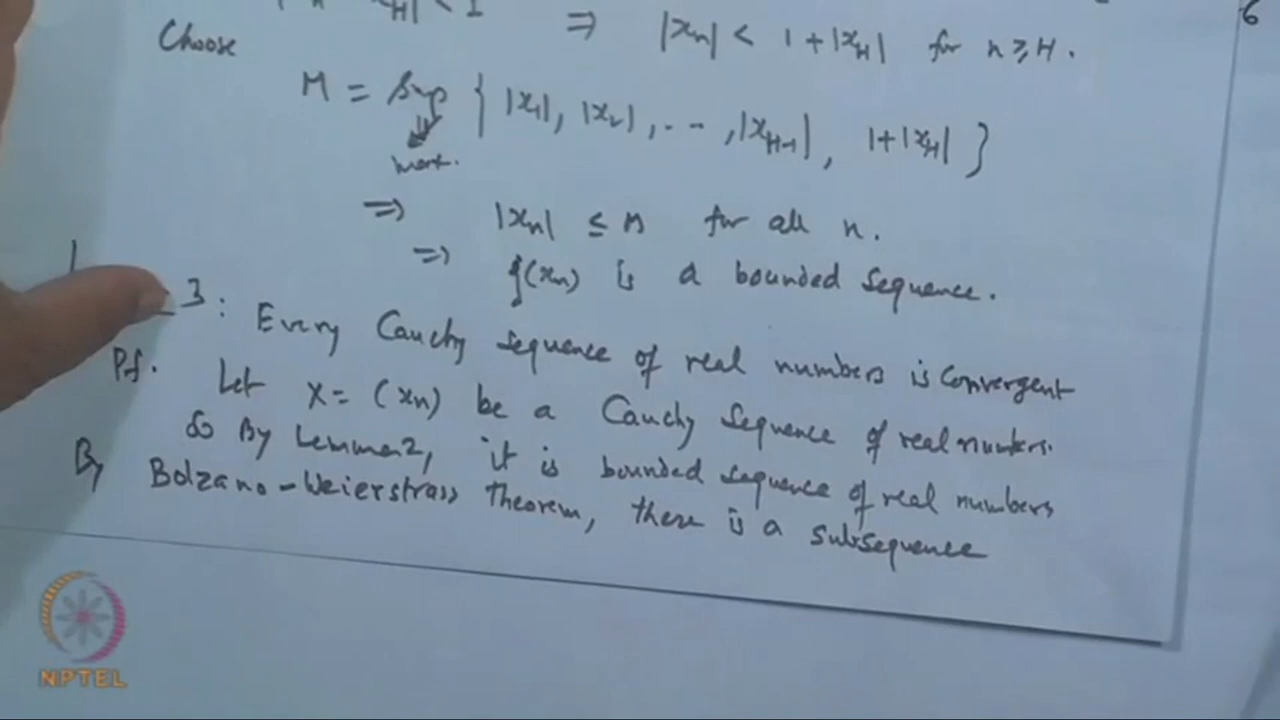 6
⇒ |xn| < 1 + |xH| for n ≥ H.
Choose
M = Sup { |x1|, |x2|, .. - , |xH-1|, 1+|xH| }
⇒ |xn| ≤ M for all n.
⇒ (xn) is a bounded sequence.
3: Every Cauchy sequence of real numbers is Convergent
Pf. Let X = (xn) be a Cauchy Sequence of real numbers.
So By Lemma 2, it is bounded sequence of real numbers
By Bolzano-Weierstrass Theorem, there is a subsequence
NPTEL